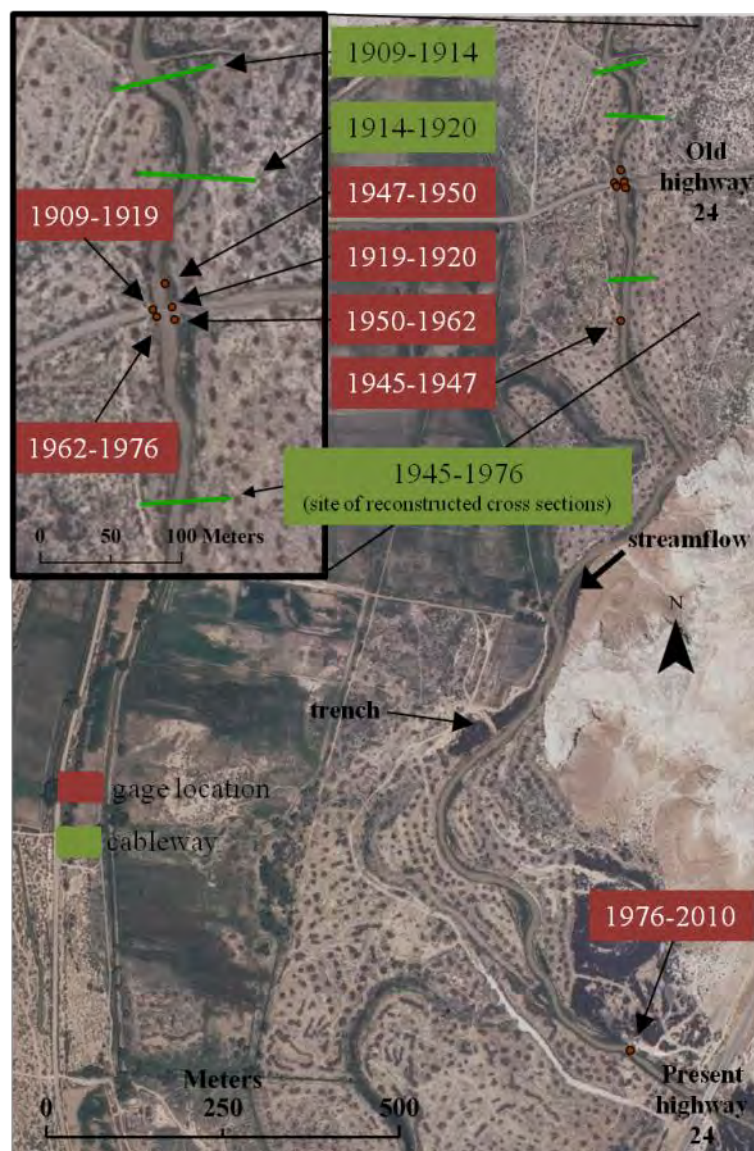 1909-1914
1914-1920
1947-1950
1909-1919
1919-1920
1950-1962
1945-1947
1962-1976
Old
highway
24
1945-1976
(site of reconstructed cross sections)
0 50 100 Meters
streamflow
N
trench
gage location
cableway
1976-2010
Meters
0 250 500
Present
highway
24